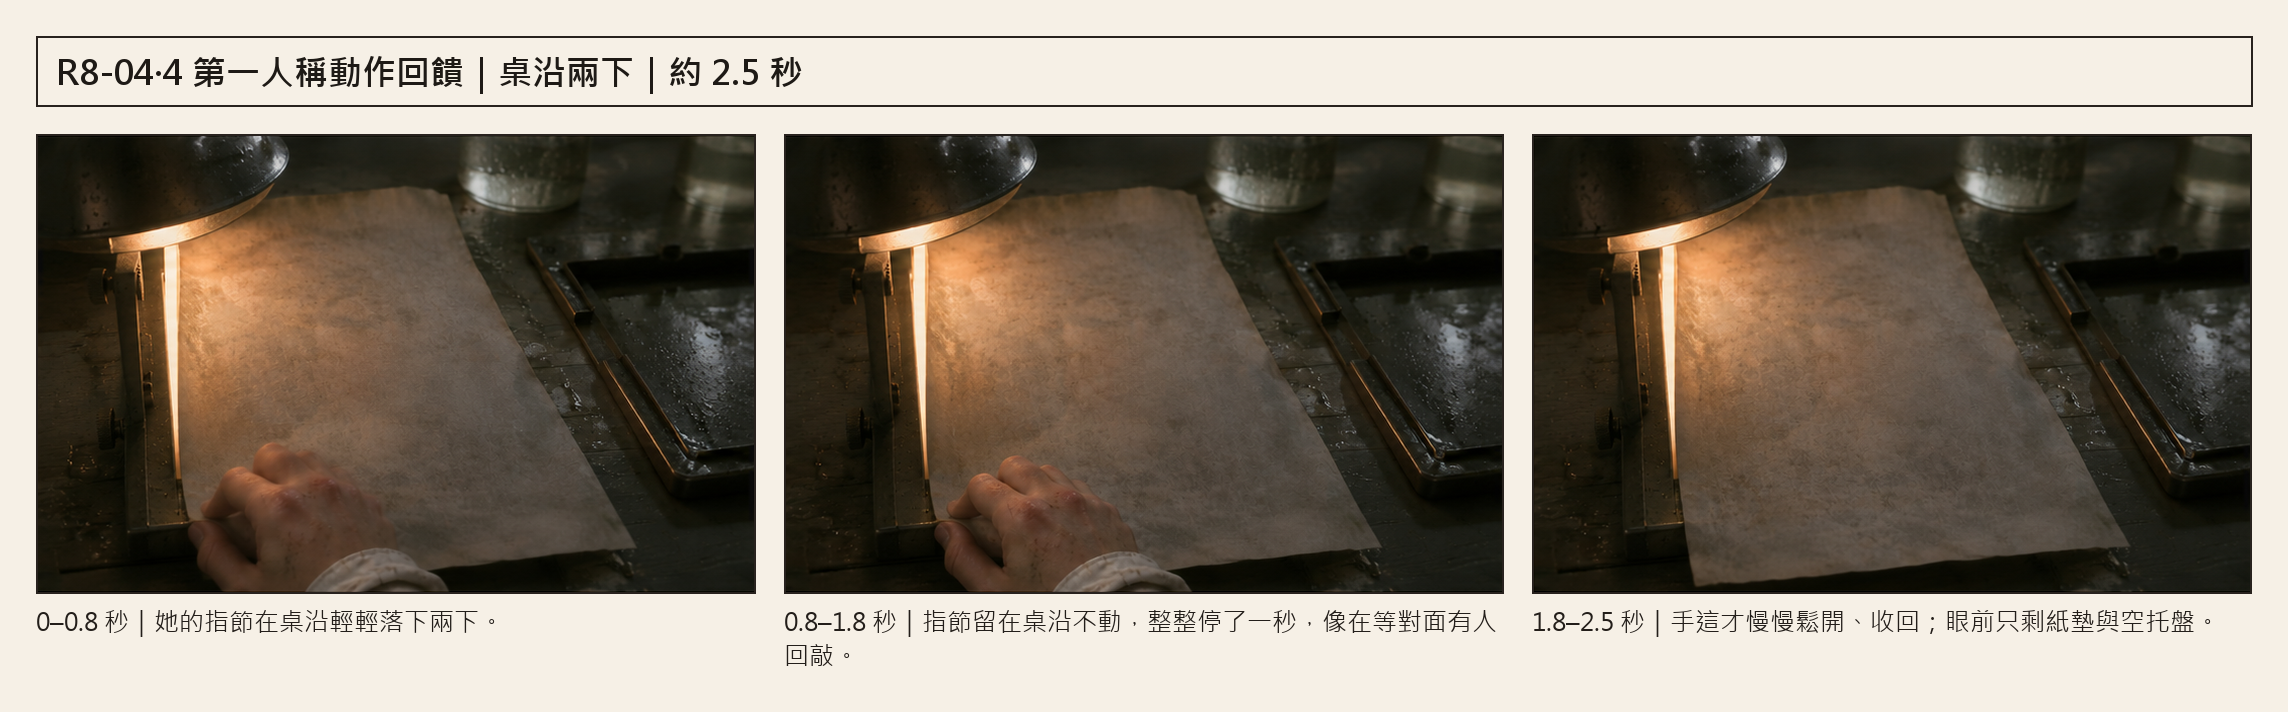 R8-04·4 第一人稱動作回饋｜桌沿兩下｜約 2.5 秒
0–0.8 秒｜她的指節在桌沿輕輕落下兩下。
0.8–1.8 秒｜指節留在桌沿不動，整整停了一秒，像在等對面有人
回敲。
1.8–2.5 秒｜手這才慢慢鬆開、收回；眼前只剩紙墊與空托盤。